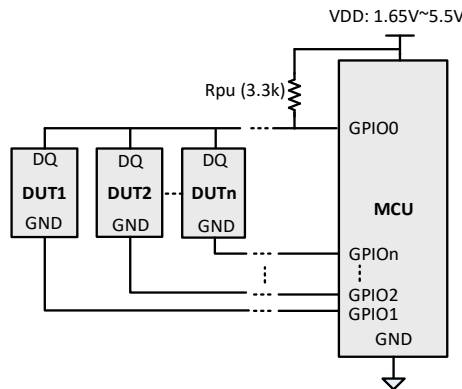 VDD: 1.65V~5.5V
Rpu (3.3k)
GPIO0
DQ DQ DQ
DUT1 DUT2 DUTn
MCU
GND GND GND
GPIOn
GPIO2
GPIO1
GND